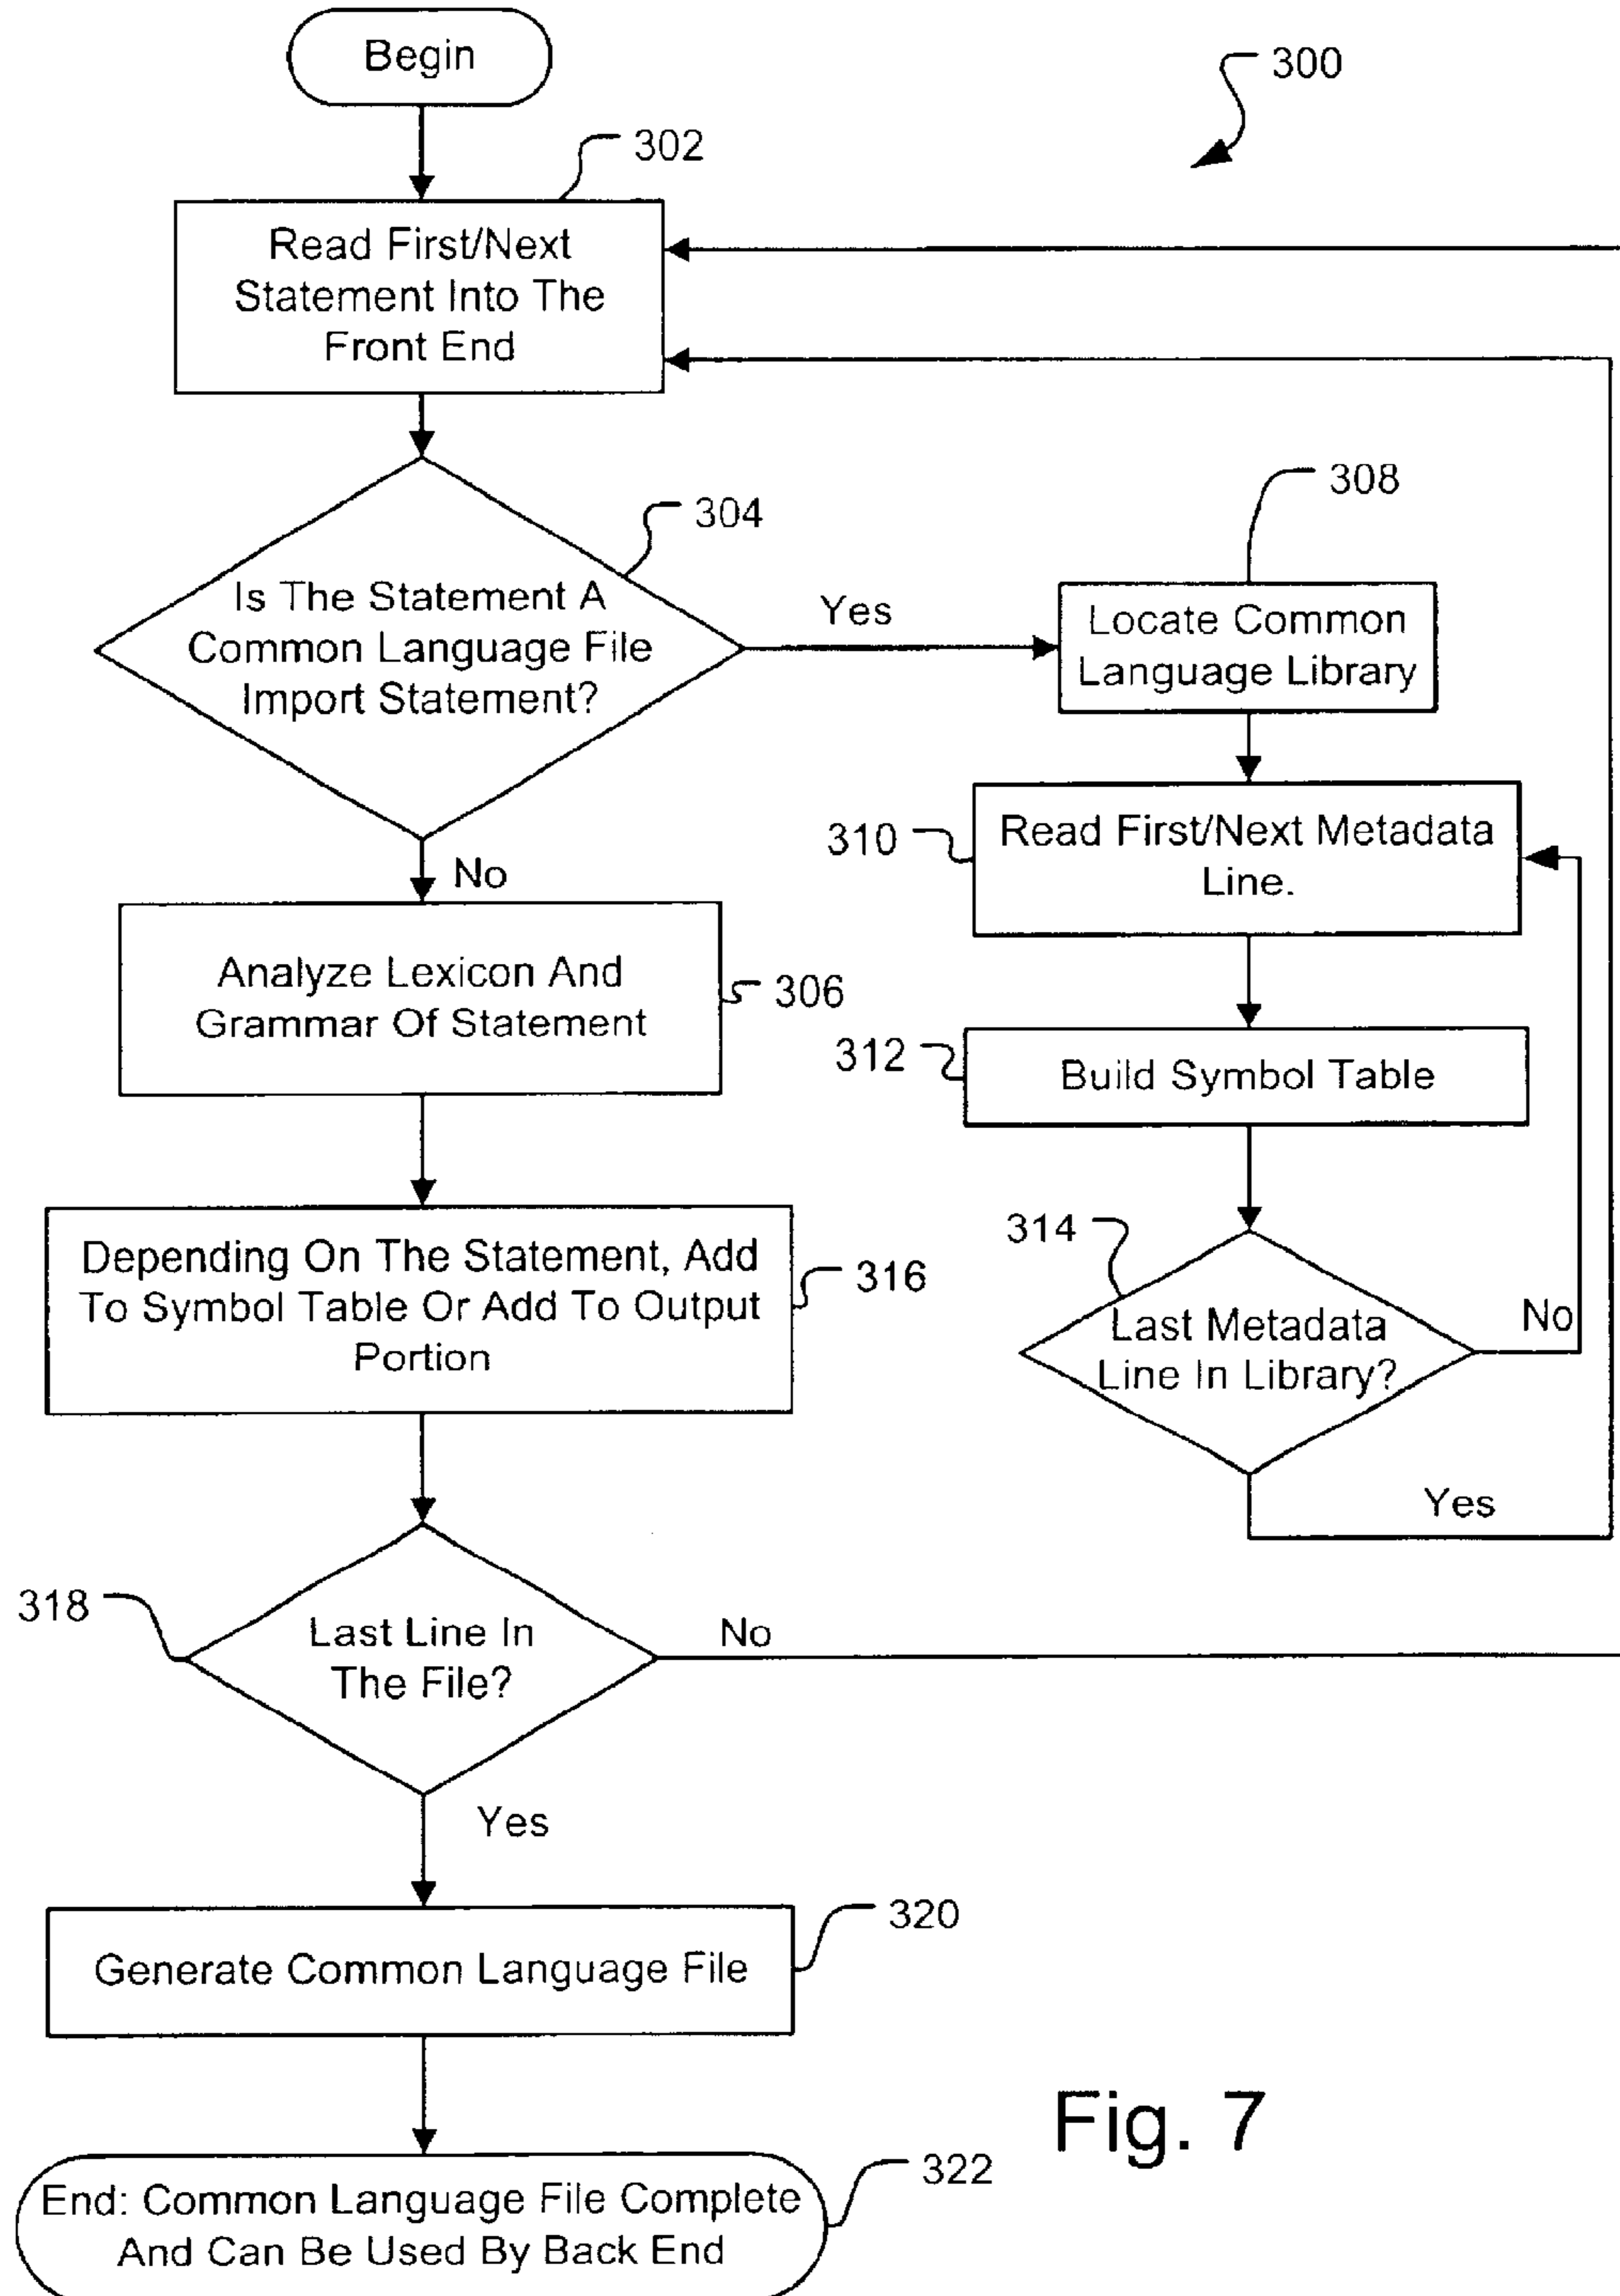 Begin
300
302
Read First/Next
Statement Into The
Front End
304
Is The Statement A
Common Language File
Import Statement?
Yes
308
Locate Common
Language Library
310
Read First/Next Metadata
Line.
No
Analyze Lexicon And
Grammar Of Statement
306
312
Build Symbol Table
Depending On The Statement, Add
To Symbol Table Or Add To Output
Portion
316
314
Last Metadata
Line In Library?
No
Yes
318
Last Line In
The File?
No
Yes
320
Generate Common Language File
Fig. 7
322
End: Common Language File Complete
And Can Be Used By Back End